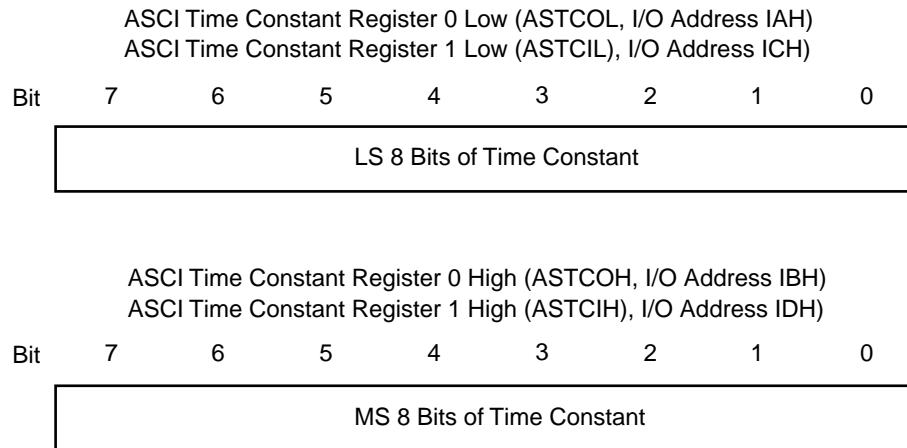 ASCI Time Constant Register 0 Low (ASTCOL, I/O Address IAH)
ASCI Time Constant Register 1 Low (ASTCIL), I/O Address ICH)
Bit 7 6 5 4 3 2 1 0
LS 8 Bits of Time Constant
ASCI Time Constant Register 0 High (ASTCOH, I/O Address IBH)
ASCI Time Constant Register 1 High (ASTCIH), I/O Address IDH)
Bit 7 6 5 4 3 2 1 0
MS 8 Bits of Time Constant